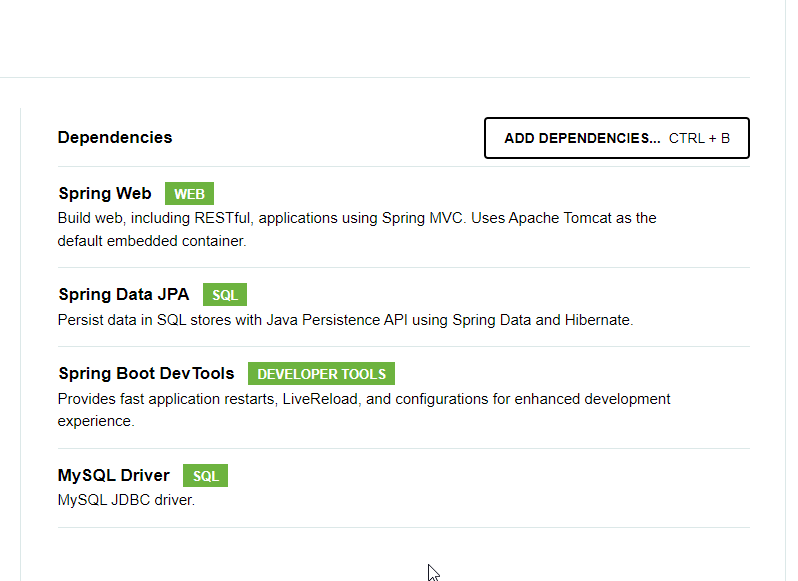 Dependencies
ADD DEPENDENCIES... CTRL + B
Spring Web WEB
Build web, including RESTful, applications using Spring MVC. Uses Apache Tomcat as the
default embedded container.
Spring Data JPA SQL
Persist data in SQL stores with Java Persistence API using Spring Data and Hibernate.
Spring Boot DevTools DEVELOPER TOOLS
Provides fast application restarts, LiveReload, and configurations for enhanced development
experience.
MySQL Driver SQL
MySQL JDBC driver.